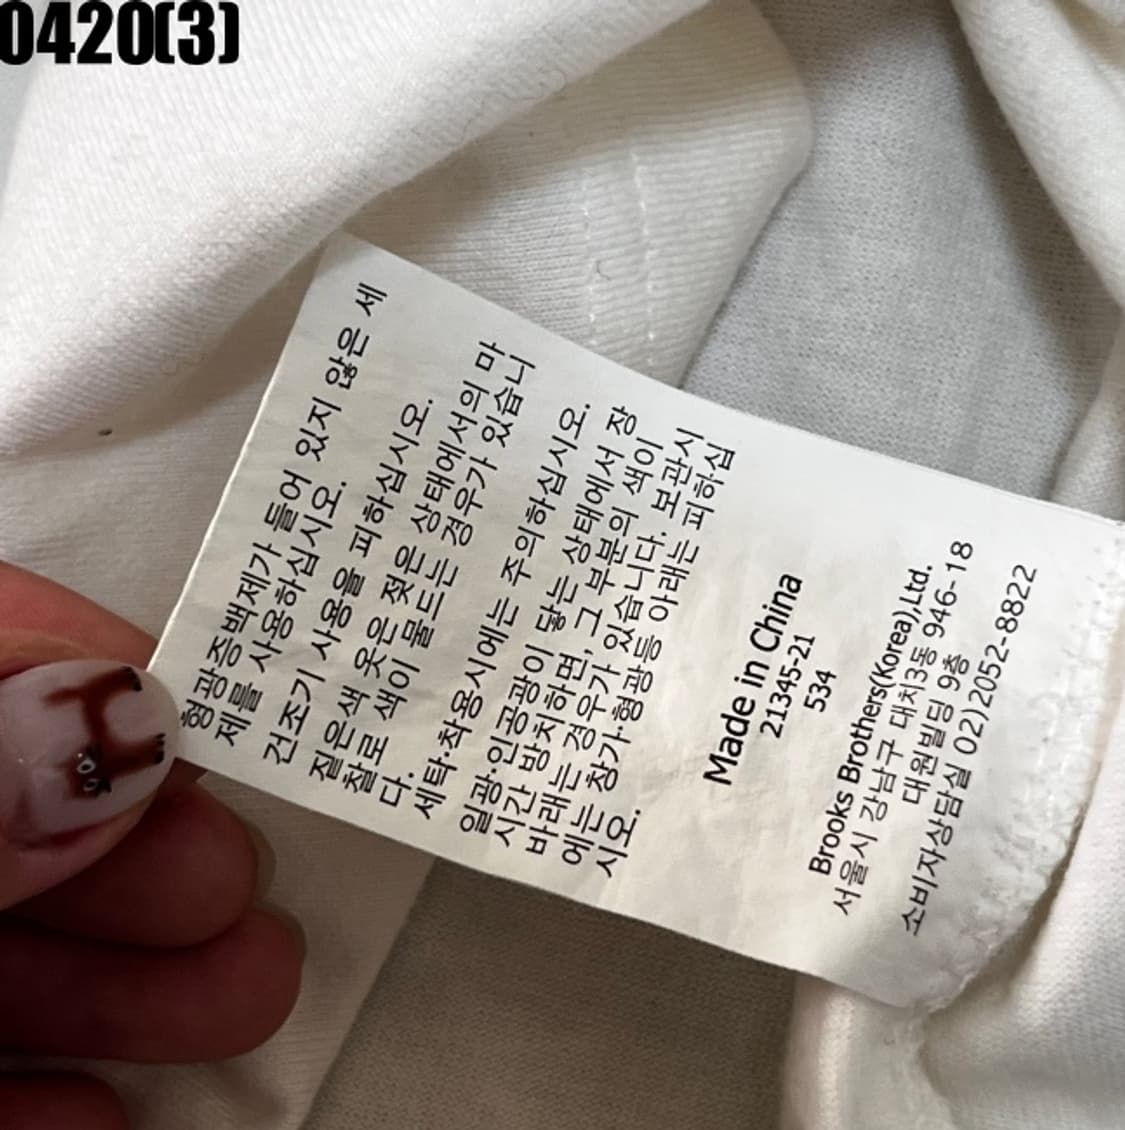 0420(3)
형광증백제가 들어 있지 않은 세
제를 사용하십시오.
건조기 사용을 피하십시오.
짙은색 옷은 젖은 상태에서의 마
찰로 색이 물드는 경우가 있습니
다.
세탁·착용시에는 주의하십시오.
일광·인공광이 닿는 상태에서 장
시간 방치하면, 그 부분의 색이
바래는 경우가 있습니다. 보관시
에는 창가·형광등 아래는 피하십
시오.
Made in China
21345-21
534
Brooks Brothers(Korea),Ltd.
서울시 강남구 대치3동 946-18
대원빌딩 9층
소비자상담실 02)2052-8822